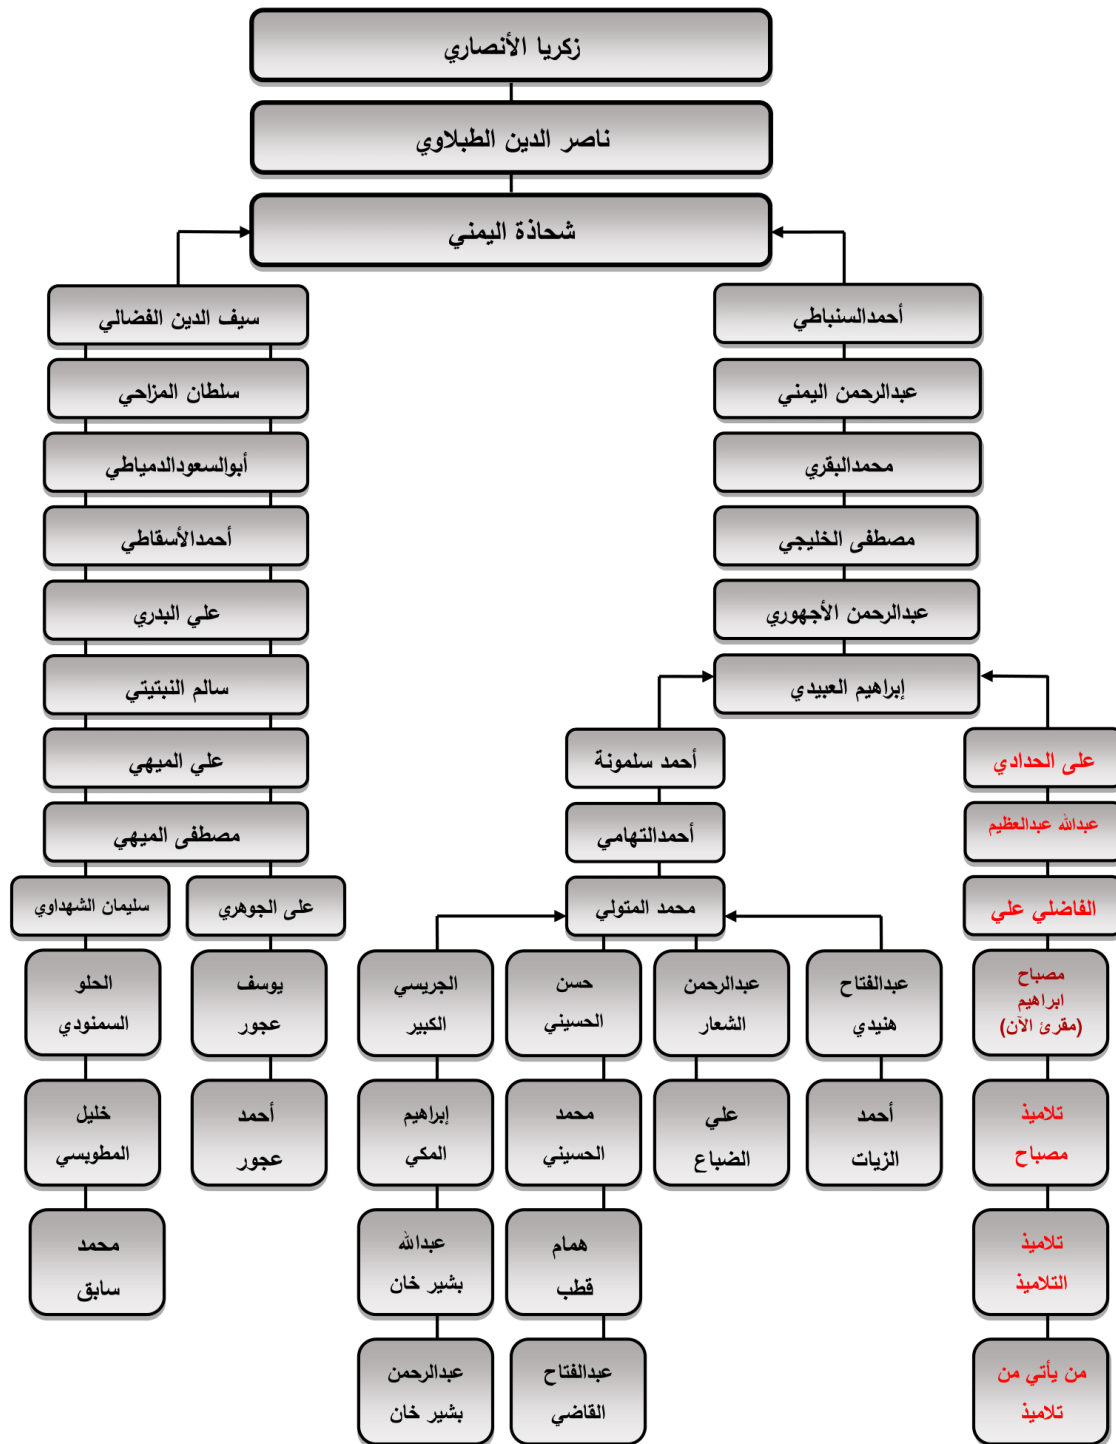 زكريا الأنصاري
ناصر الدين الطبلاوي
شحاذة اليمني
أحمدالسنباطي
سيف الدين الفضالي
عبدالرحمن اليمني
سلطان المزاحي
محمدالبقري
أبوالسعودالدمياطي
مصطفى الخليجي
أحمدالأسقاطي
عبدالرحمن الأجهوري
علي البدري
إبراهيم العبيدي
سالم النبتيتي
على الحدادي
أحمد سلمونة
علي الميهي
عبدالله عبدالعظيم
أحمدالتهامي
مصطفى الميهي
الفاضلي علي
محمد المتولي
على الجوهري
سليمان الشهداوي
مصباح
ابراهيم
(مقرئ الآن)
عبدالفتاح
هنيدي
عبدالرحمن
الشعار
حسن
الحسيني
الجريسي
الكبير
يوسف
عجور
الحلو
السمنودي
تلاميذ
مصباح
أحمد
الزيات
علي
الضباع
محمد
الحسيني
إبراهيم
المكي
أحمد
عجور
خليل
المطوبسي
تلاميذ
التلاميذ
همام
قطب
عبدالله
بشير خان
محمد
سابق
من يأتي من
تلاميذ
عبدالفتاح
القاضي
عبدالرحمن
بشير خان